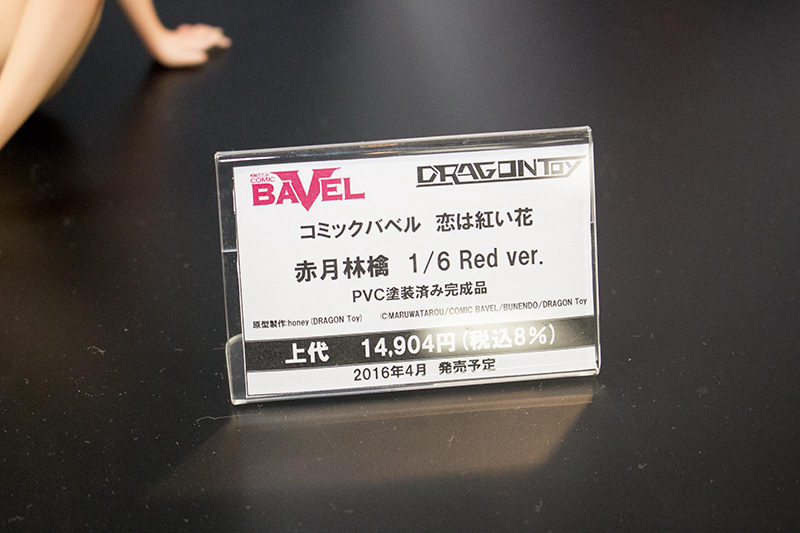 COMIC
BAVEL
DRAGON Toy
コミックバベル 恋は紅い花
赤月林檎 1/6 Red ver.
PVC塗装済み完成品
原型製作:honey(DRAGON Toy) ©MARUWATAROU/COMIC BAVEL/BUNENDO/DRAGON Toy
上代 14,904円(税込8%)
2016年4月 発売予定